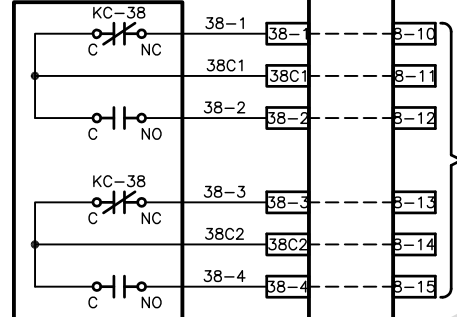 KC-38
C NC 38-1 38-1 8-10
38C1 38C1 8-11
C NO 38-2 38-2 8-12
KC-38
C NC 38-3 38-3 8-13
38C2 38C2 8-14
C NO 38-4 38-4 8-15